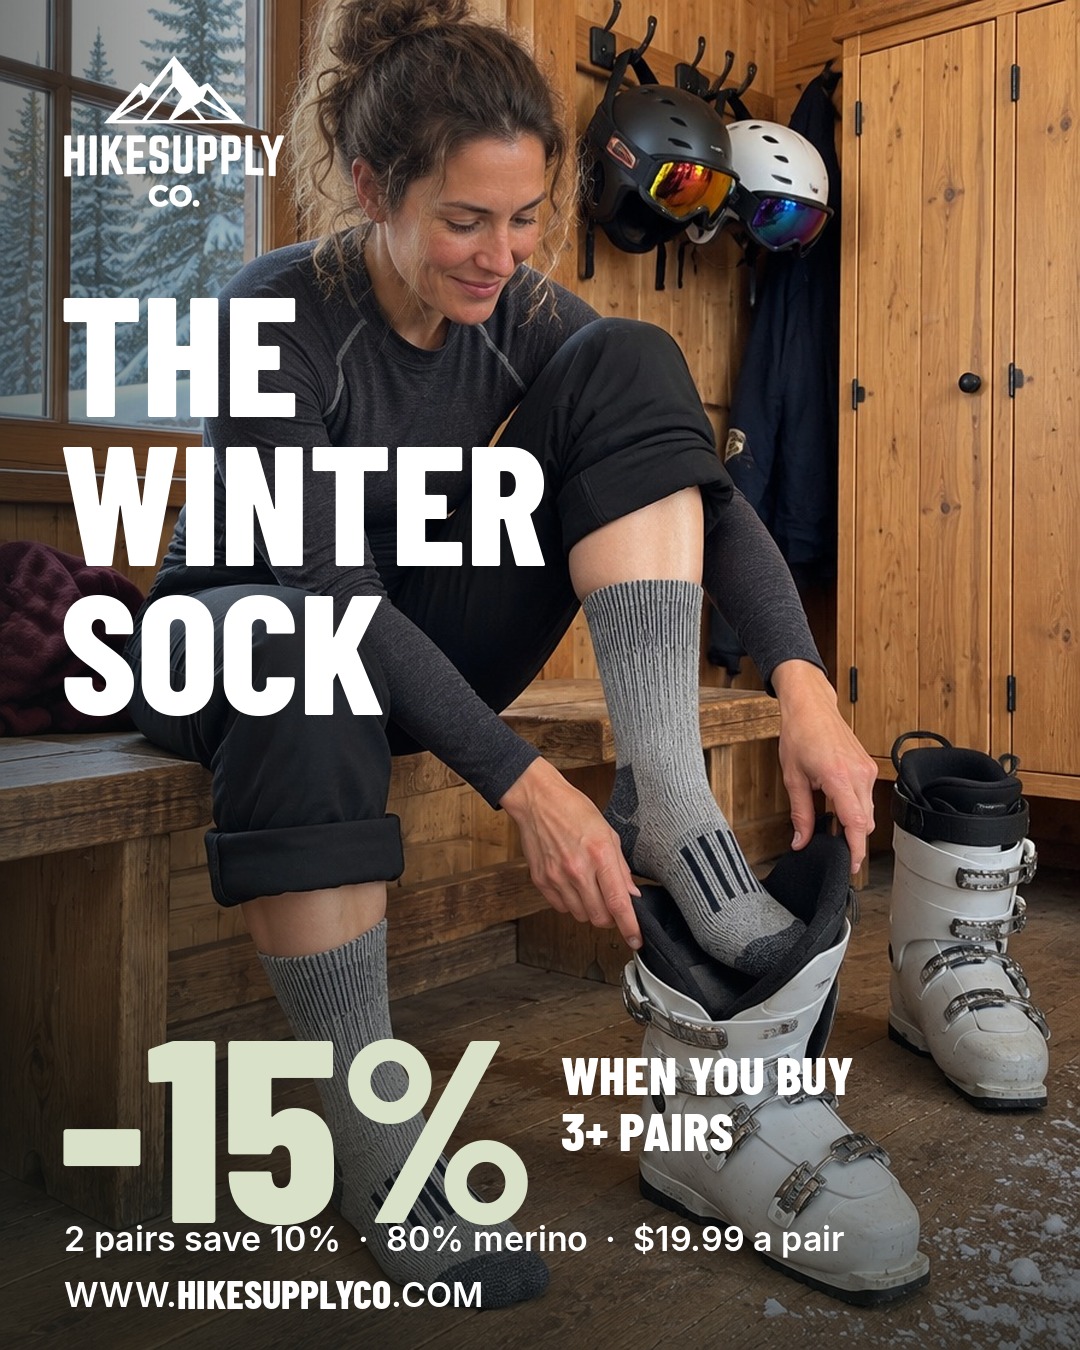 HIKESUPPLY
CO.
THE
WINTER
SOCK
-15%
WHEN YOU BUY
3+ PAIRS
2 pairs save 10% · 80% merino · $19.99 a pair
WWW.HIKESUPPLYCO.COM